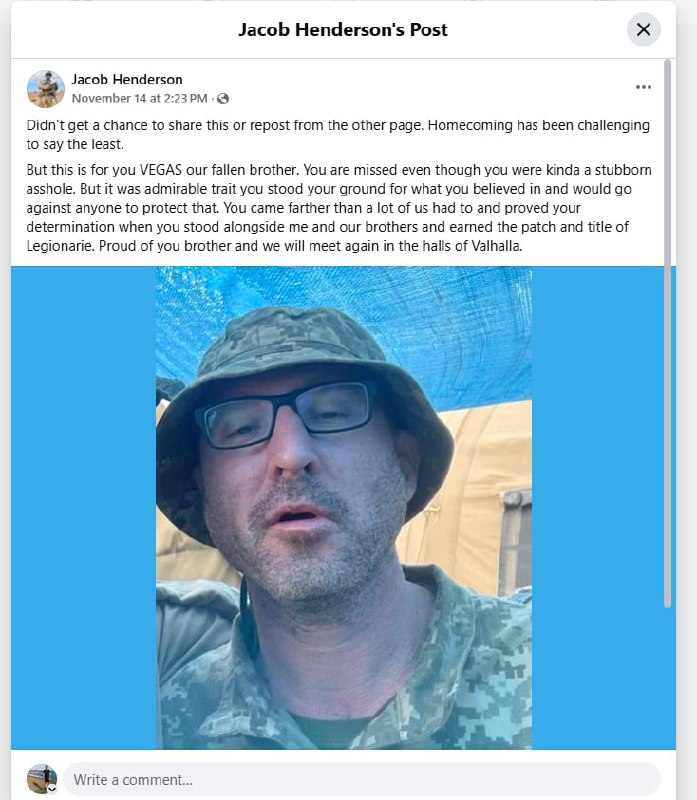 Jacob Henderson's Post
Jacob Henderson
November 14 at 2:23 PM ·
Didn't get a chance to share this or repost from the other page. Homecoming has been challenging
to say the least.
But this is for you VEGAS our fallen brother. You are missed even though you were kinda a stubborn
asshole. But it was admirable trait you stood your ground for what you believed in and would go
against anyone to protect that. You came farther than a lot of us had to and proved your
determination when you stood alongside me and our brothers and earned the patch and title of
Legionarie. Proud of you brother and we will meet again in the halls of Valhalla.
Write a comment...